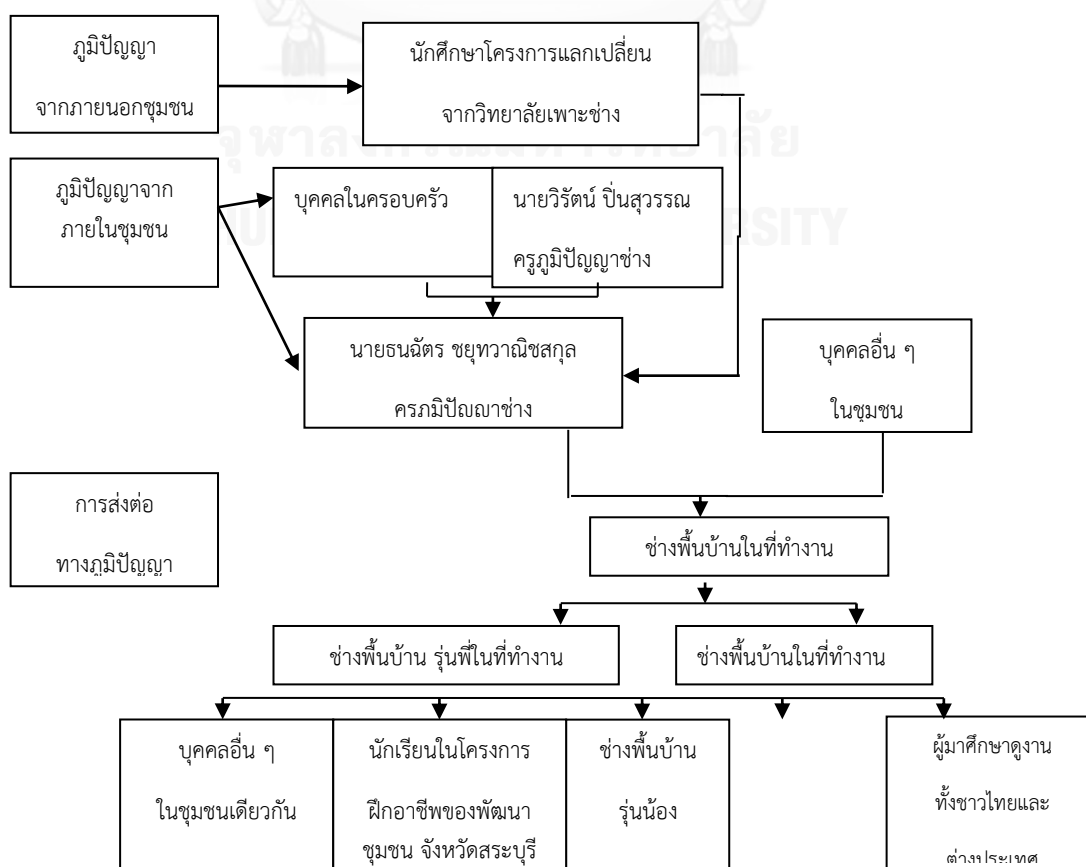 ภูมิปัญญา
จากภายนอกชุมชน
นักศึกษาโครงการแลกเปลี่ยน
จากวิทยาลัยเพาะช่าง
ภูมิปัญญาจาก
ภายในชุมชน
บุคคลในครอบครัว
นายวิรัตน์ ปิ่นสุวรรณ
ครูภูมิปัญญาช่าง
นายธนฉัตร ชยุทวาณิชสกุล
ครูภูมิปัญญาช่าง
บุคคลอื่น ๆ
ในชุมชน
การส่งต่อ
ทางภูมิปัญญา
ช่างพื้นบ้านในที่ทำงาน
ช่างพื้นบ้าน รุ่นพี่ในที่ทำงาน
ช่างพื้นบ้านในที่ทำงาน
บุคคลอื่น ๆ
ในชุมชนเดียวกัน
นักเรียนในโครงการ
ฝึกอาชีพของพัฒนา
ชุมชน จังหวัดสระบุรี
ช่างพื้นบ้าน
รุ่นน้อง
ผู้มาศึกษาดูงาน
ทั้งชาวไทยและ
ต่างประเทศ
RSITY